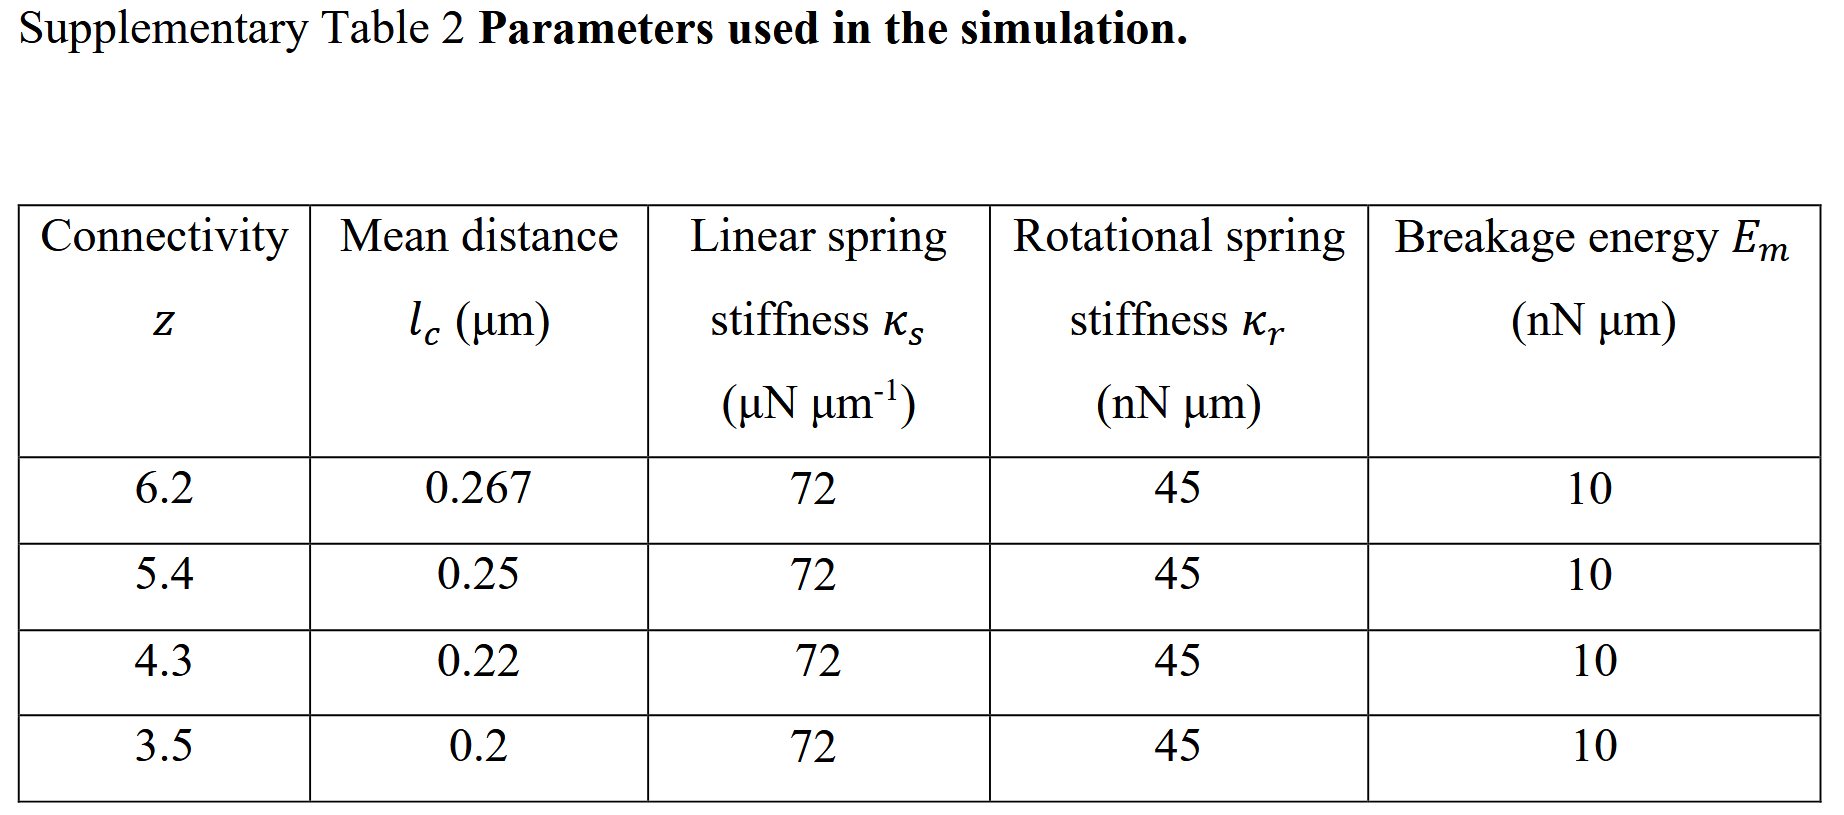 Supplementary Table 2 Parameters used in the simulation.
Connectivity z Mean distance l_c (μm) Linear spring stiffness κ_s (μN μm⁻¹) Rotational spring stiffness κ_r (nN μm) Breakage energy E_m (nN μm)
6.2 0.267 72 45 10
5.4 0.25 72 45 10
4.3 0.22 72 45 10
3.5 0.2 72 45 10